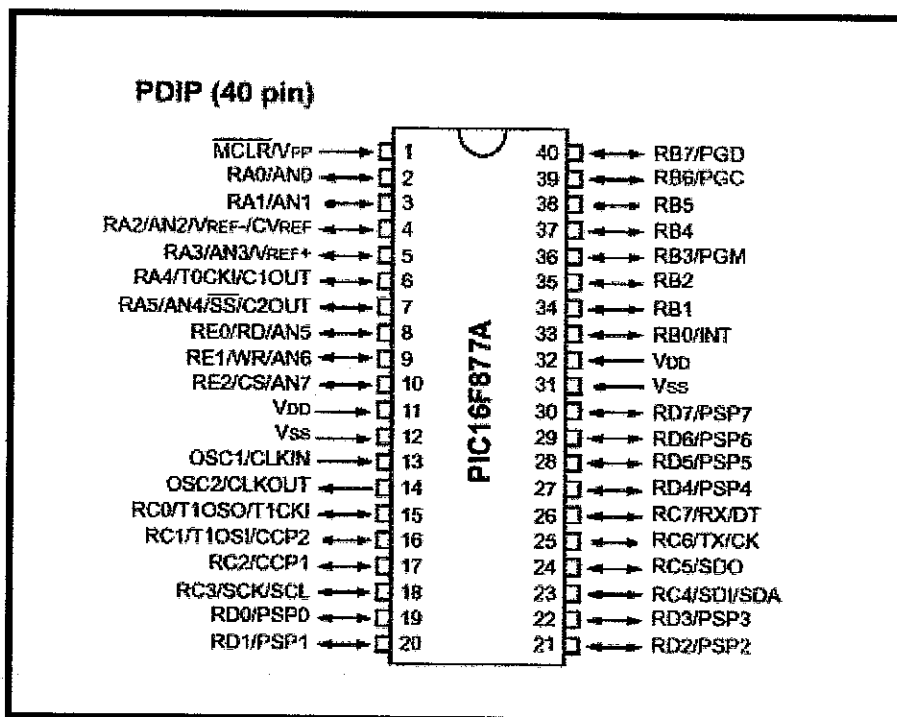 PDIP (40 pin)
MCLR/VPP 1
RA0/AN0 2
RA1/AN1 3
RA2/AN2/VREF-/CVREF 4
RA3/AN3/VREF+ 5
RA4/T0CKI/C1OUT 6
RA5/AN4/SS/C2OUT 7
RE0/RD/AN5 8
RE1/WR/AN6 9
RE2/CS/AN7 10
VDD 11
VSS 12
OSC1/CLKIN 13
OSC2/CLKOUT 14
RC0/T1OSO/T1CKI 15
RC1/T1OSI/CCP2 16
RC2/CCP1 17
RC3/SCK/SCL 18
RD0/PSP0 19
RD1/PSP1 20
PIC16F877A
40 RB7/PGD
39 RB6/PGC
38 RB5
37 RB4
36 RB3/PGM
35 RB2
34 RB1
33 RB0/INT
32 VDD
31 VSS
30 RD7/PSP7
29 RD6/PSP6
28 RD5/PSP5
27 RD4/PSP4
26 RC7/RX/DT
25 RC6/TX/CK
24 RC5/SDO
23 RC4/SDI/SDA
22 RD3/PSP3
21 RD2/PSP2